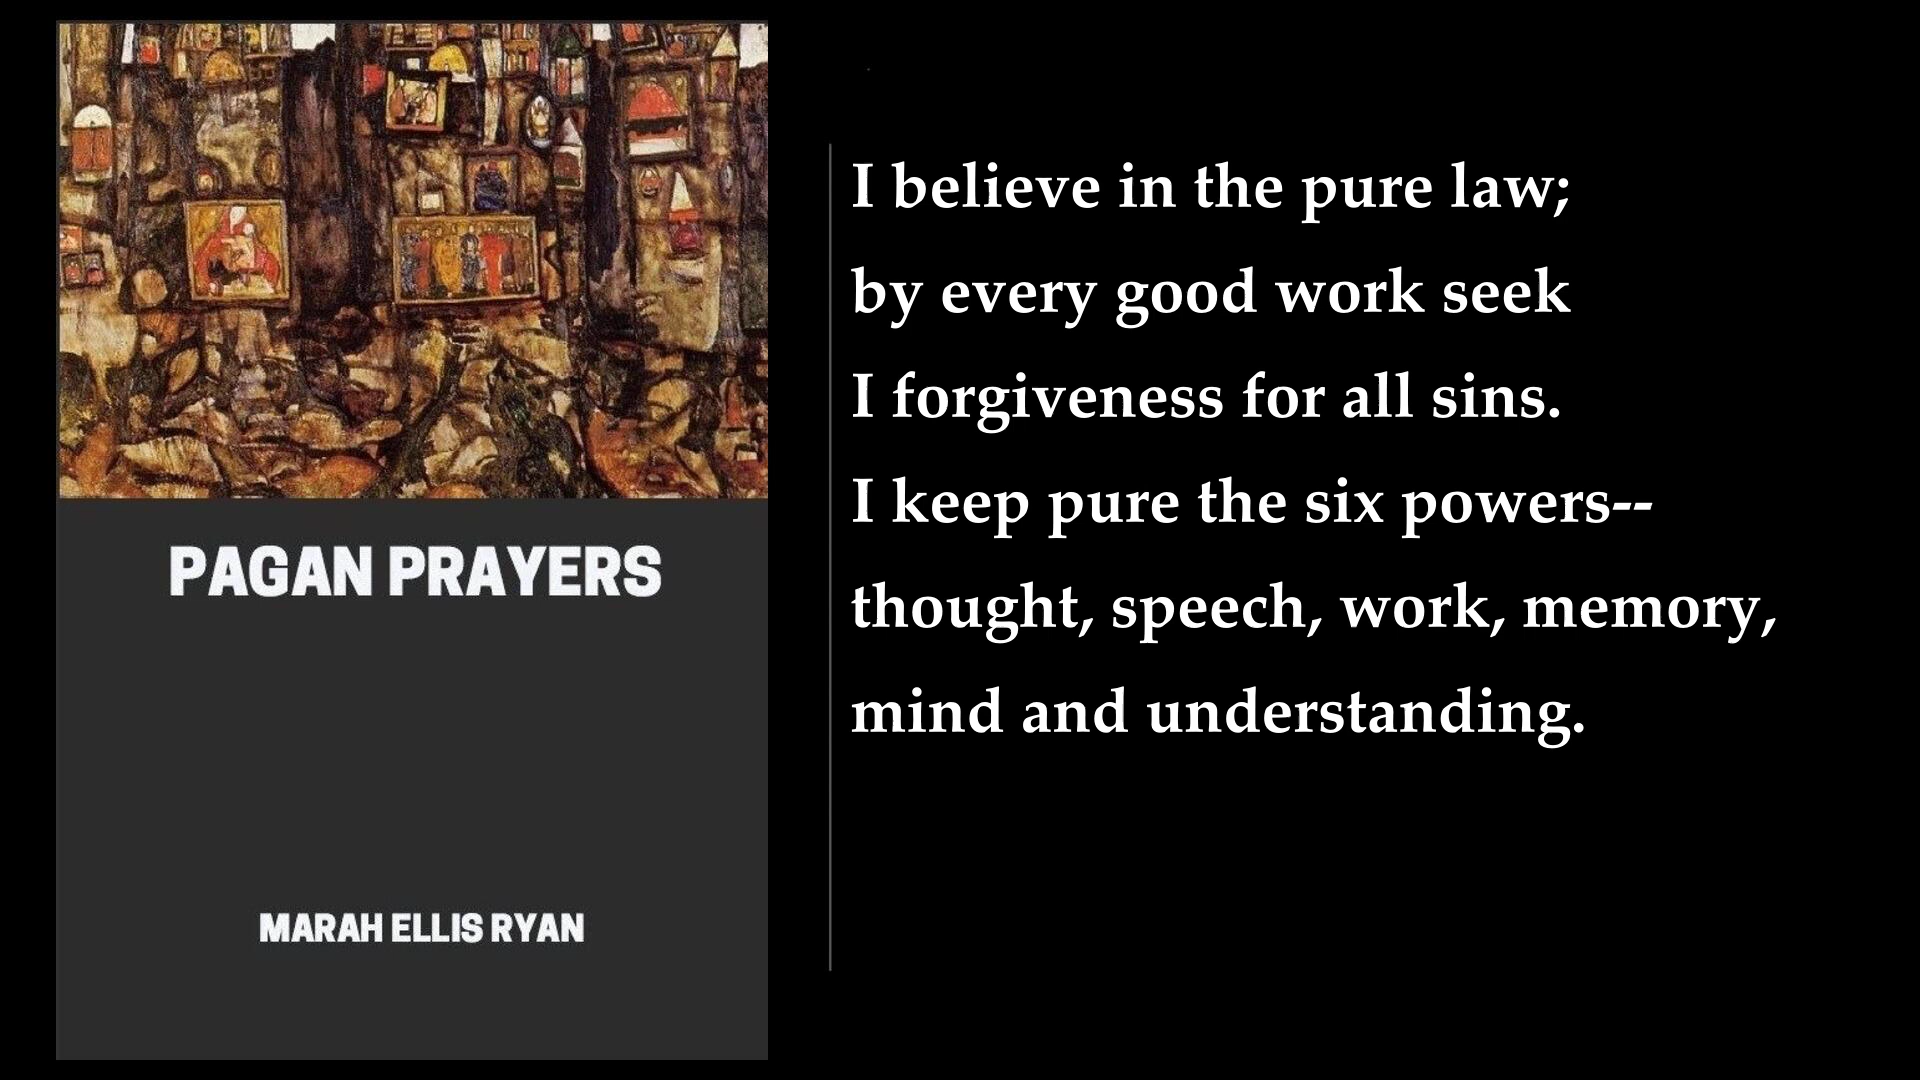 PAGAN PRAYERS
MARAH ELLIS RYAN
I believe in the pure law;
by every good work seek
I forgiveness for all sins.
I keep pure the six powers--
thought, speech, work, memory,
mind and understanding.